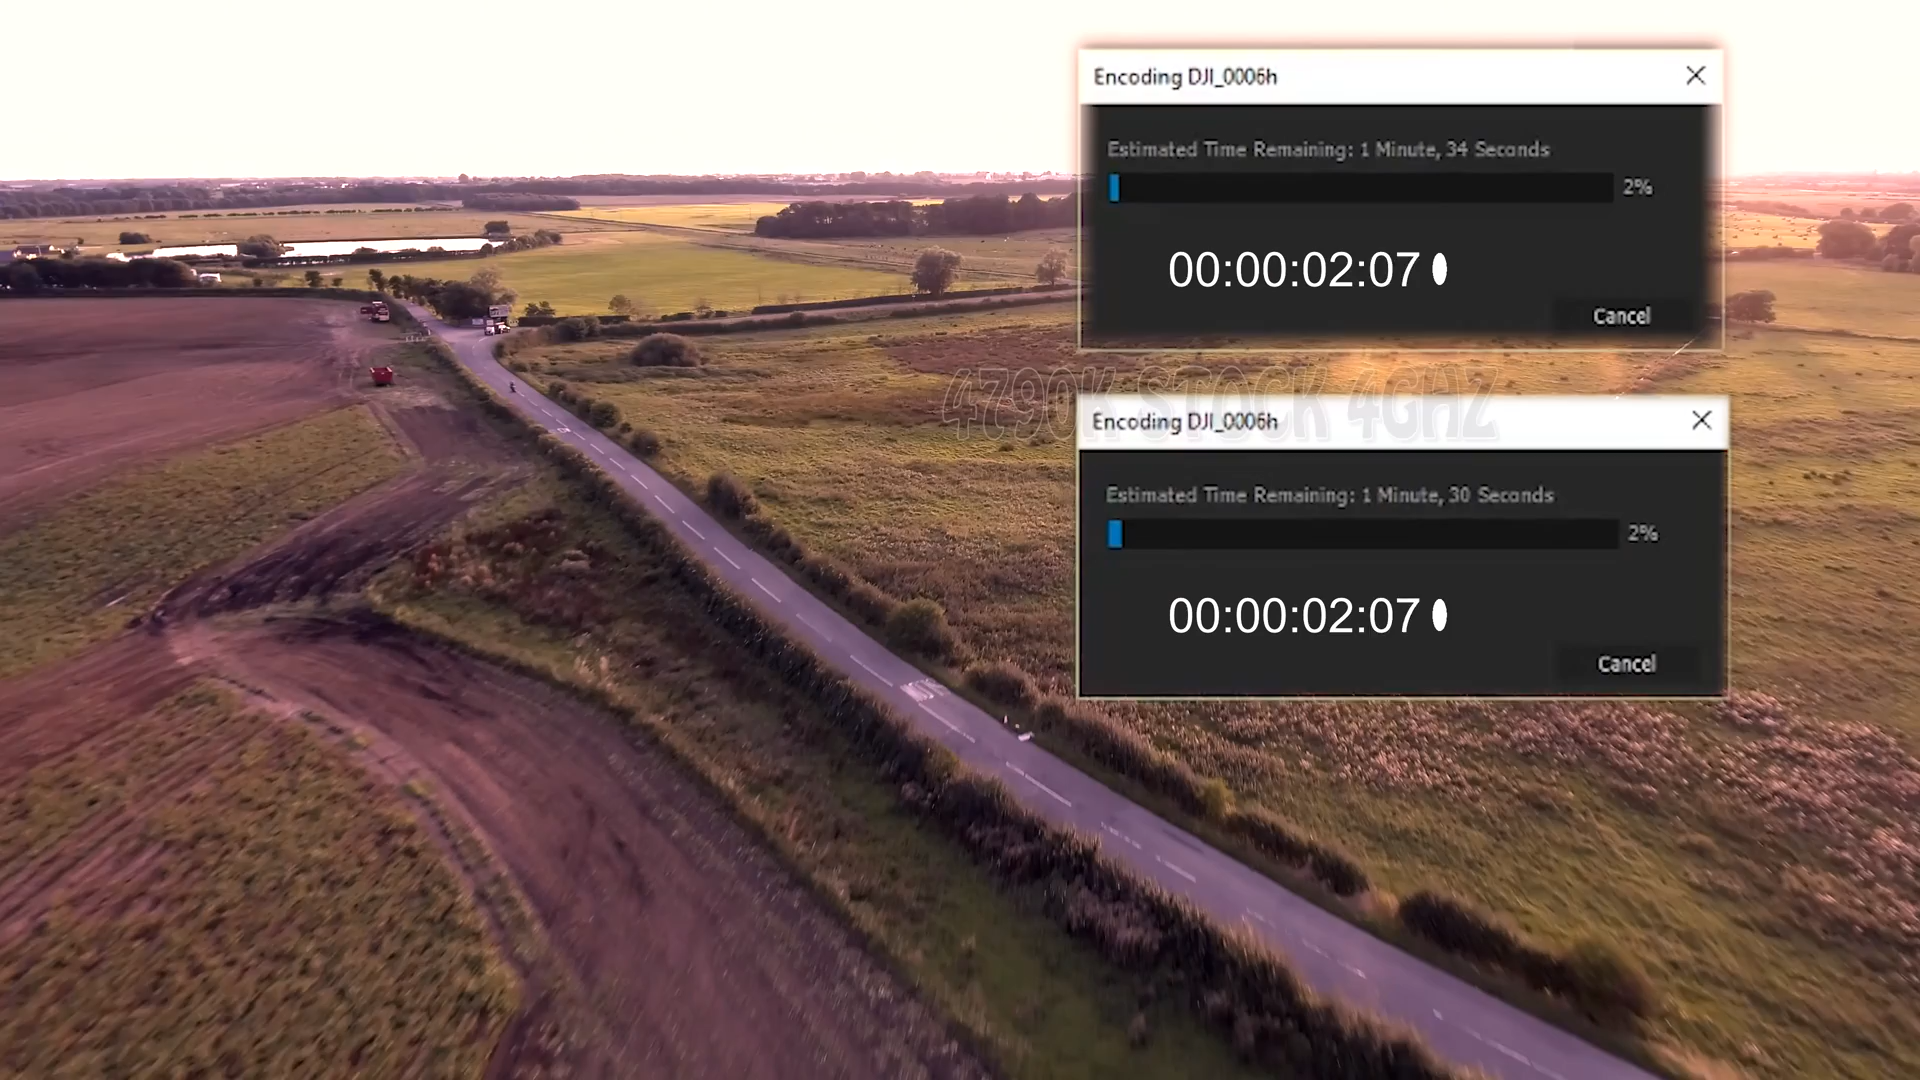 Encoding DJI_0006h
Estimated Time Remaining: 1 Minute, 34 Seconds
2%
00:00:02:07
Cancel
4790K STOCK 4GHZ
Encoding DJI_0006h
Estimated Time Remaining: 1 Minute, 30 Seconds
2%
00:00:02:07
Cancel